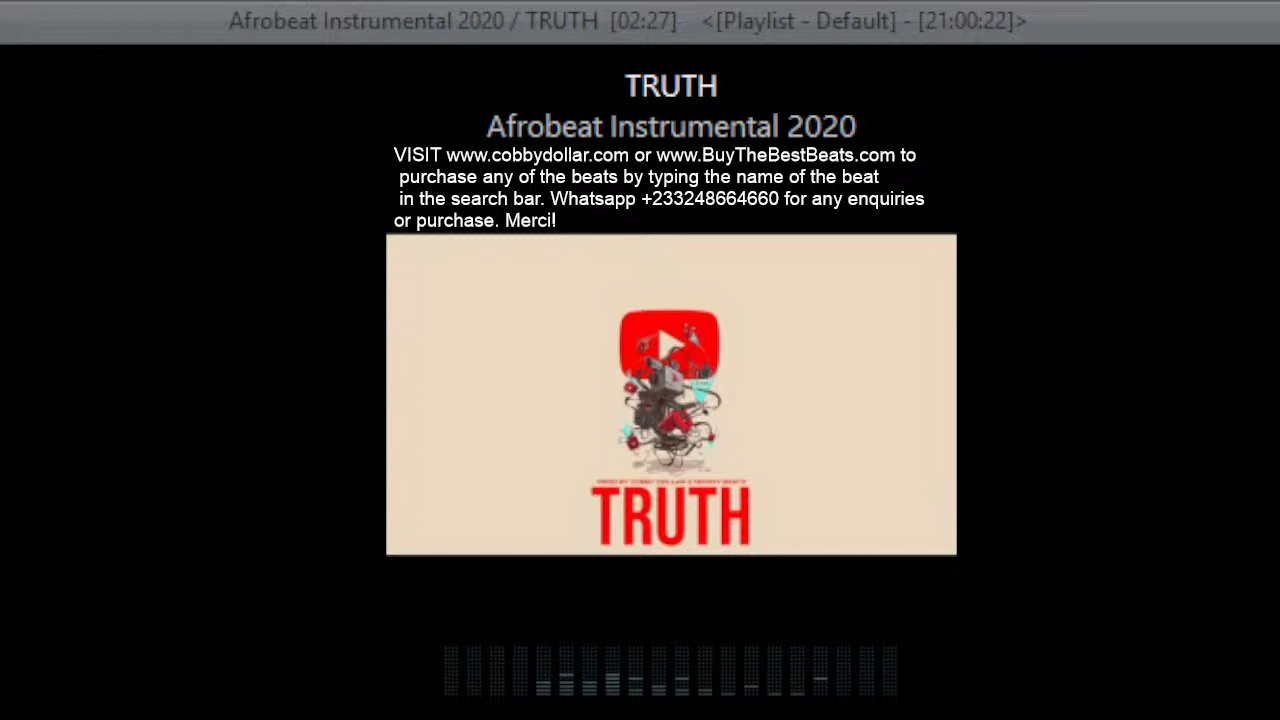 Afrobeat Instrumental 2020 / TRUTH [02:27] <[Playlist - Default] - [21:00:22]>
TRUTH
Afrobeat Instrumental 2020
VISIT www.cobbydollar.com or www.BuyTheBestBeats.com to
purchase any of the beats by typing the name of the beat
in the search bar. Whatsapp +233248664660 for any enquiries
or purchase. Merci!
TRUTH